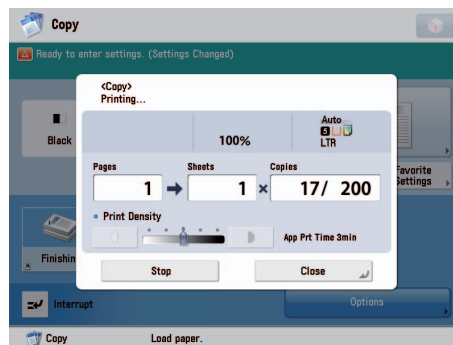 Copy
Ready to enter settings. (Settings Changed)
<Copy>
Printing...
Auto
5
100%
LTR
Black
Pages
Sheets
Copies
Favorite
Settings
1
1
×
17/ 200
Print Density
App Prt Time 3min
Finishin
Stop
Close
Interrupt
Options
Copy
Load paper.